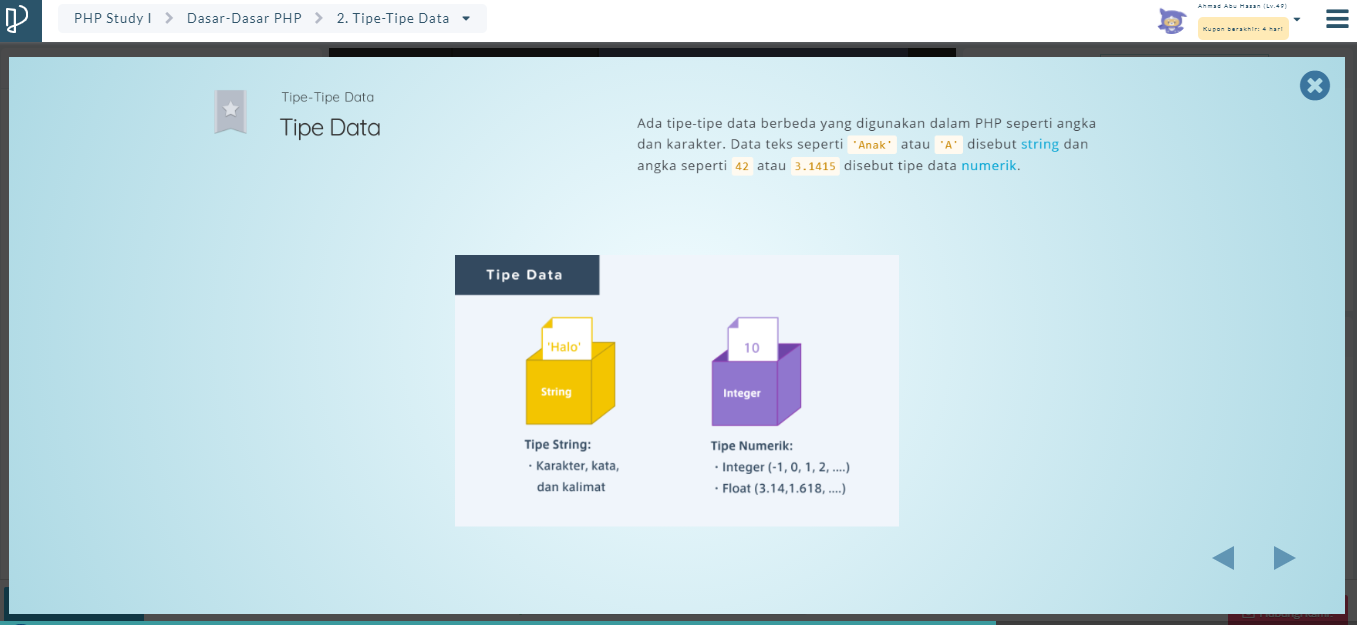 PHP Study I
Dasar-Dasar PHP
2. Tipe-Tipe Data
Ahmad Abu Hasan (Lv.49)
Kupon berakhir: 4 hari
Tipe-Tipe Data
Tipe Data
Ada tipe-tipe data berbeda yang digunakan dalam PHP seperti angka
dan karakter. Data teks seperti 'Anak' atau 'A' disebut string dan
angka seperti 42 atau 3.1415 disebut tipe data numerik.
Tipe Data
'Halo'
String
10
Integer
Tipe String:
· Karakter, kata,
dan kalimat
Tipe Numerik:
· Integer (-1, 0, 1, 2, ....)
· Float (3.14,1.618, ....)